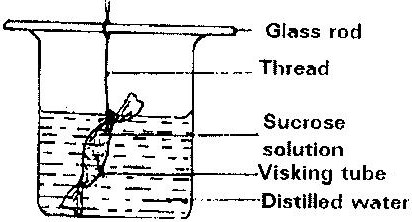 Glass rod
Thread
Sucrose
solution
Visking tube
Distilled water